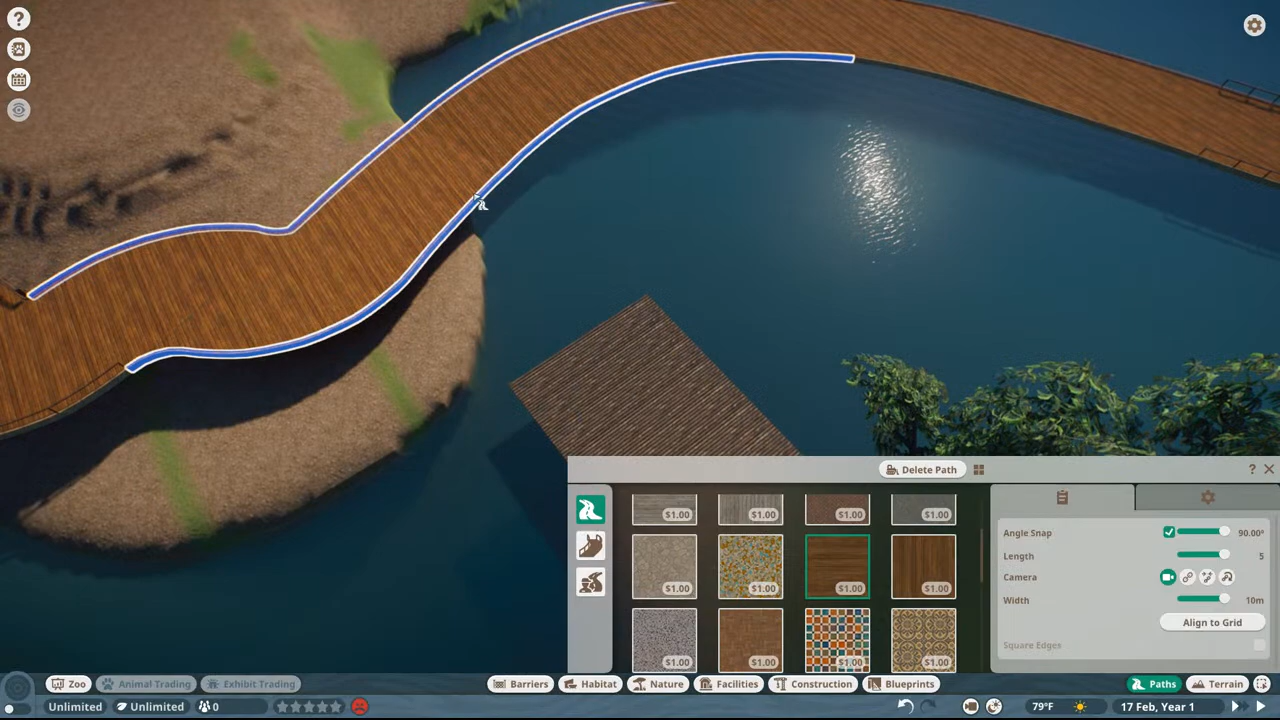 ?
Delete Path
?
$1.00 $1.00 $1.00 $1.00
$1.00 $1.00 $1.00 $1.00
$1.00 $1.00 $1.00 $1.00
Angle Snap 90.00°
Length 5
Camera
Width 10m
Align to Grid
Square Edges
Zoo Animal Trading Exhibit Trading Barriers Habitat Nature Facilities Construction Blueprints Paths Terrain
Unlimited Unlimited 0 79°F 17 Feb, Year 1